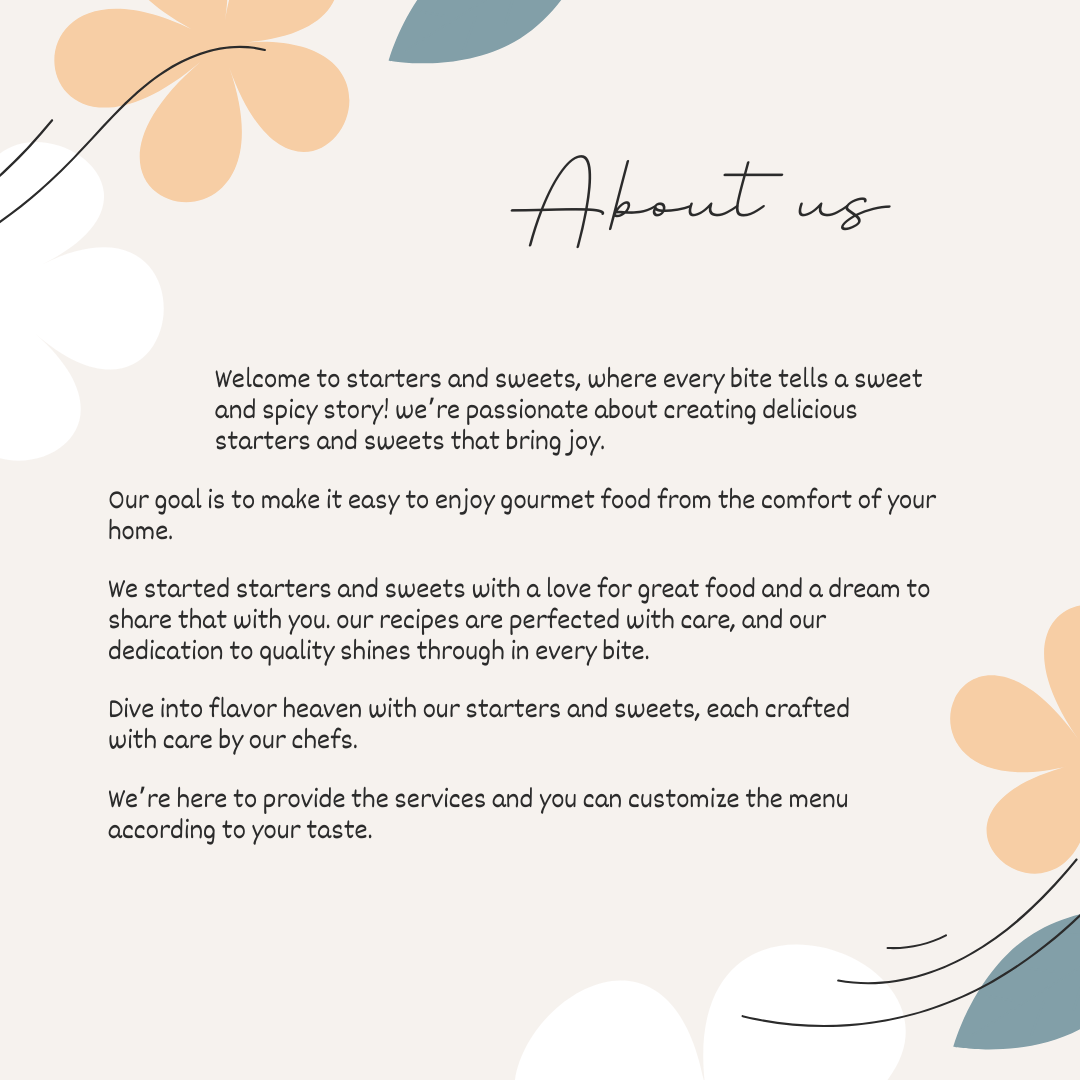 About us
Welcome to starters and sweets, where every bite tells a sweet
and spicy story! we're passionate about creating delicious
starters and sweets that bring joy.
Our goal is to make it easy to enjoy gourmet food from the comfort of your
home.
We started starters and sweets with a love for great food and a dream to
share that with you. our recipes are perfected with care, and our
dedication to quality shines through in every bite.
Dive into flavor heaven with our starters and sweets, each crafted
with care by our chefs.
We're here to provide the services and you can customize the menu
according to your taste.